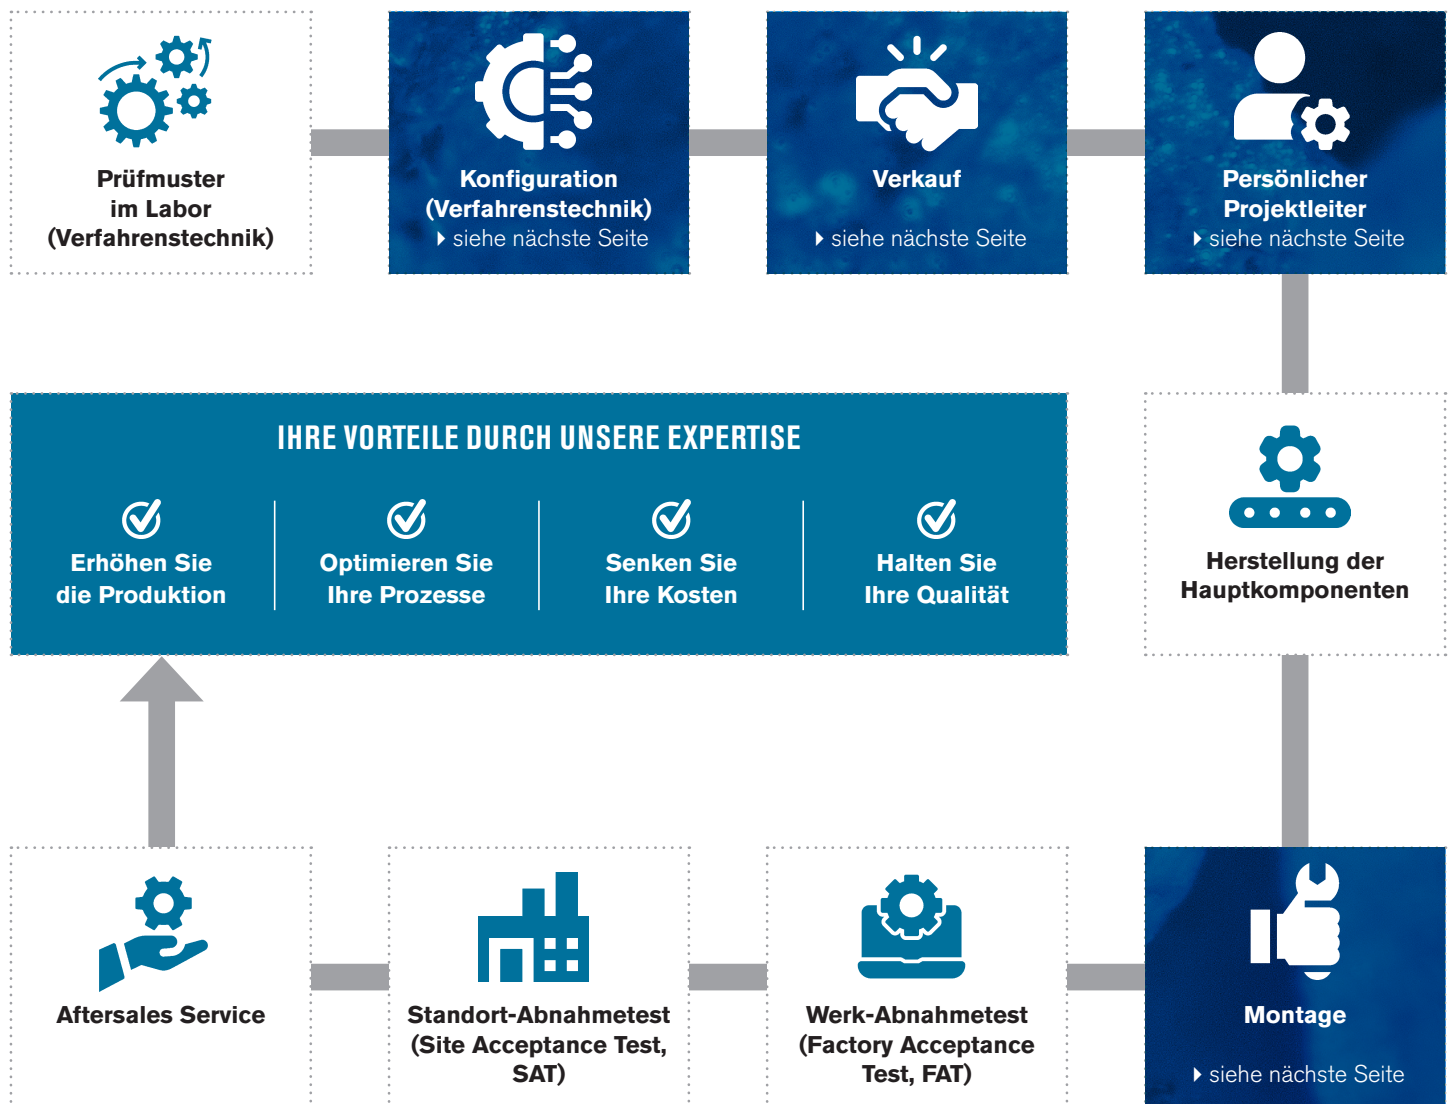 Prüfmuster
im Labor
(Verfahrenstechnik)
Konfiguration
(Verfahrenstechnik)
siehe nächste Seite
Verkauf
siehe nächste Seite
Persönlicher
Projektleiter
siehe nächste Seite
IHRE VORTEILE DURCH UNSERE EXPERTISE
Erhöhen Sie
die Produktion
Optimieren Sie
Ihre Prozesse
Senken Sie
Ihre Kosten
Halten Sie
Ihre Qualität
Herstellung der
Hauptkomponenten
Aftersales Service
Standort-Abnahmetest
(Site Acceptance Test,
SAT)
Werk-Abnahmetest
(Factory Acceptance
Test, FAT)
Montage
siehe nächste Seite